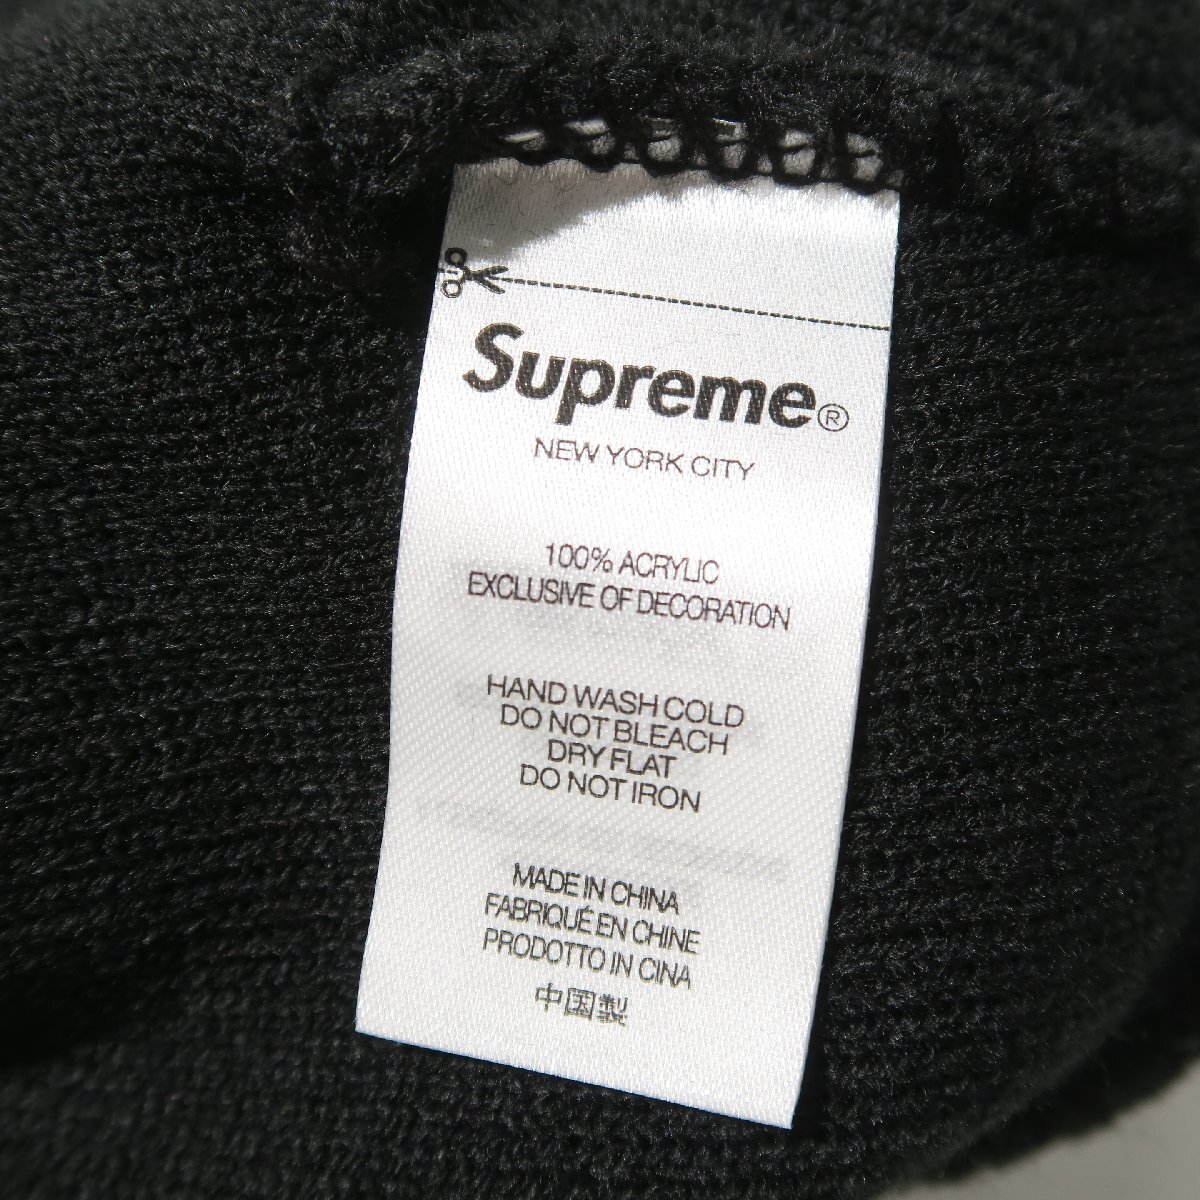 Supreme®
NEW YORK CITY
100% ACRYLIC
EXCLUSIVE OF DECORATION
HAND WASH COLD
DO NOT BLEACH
DRY FLAT
DO NOT IRON
MADE IN CHINA
FABRIQUÉ EN CHINE
PRODOTTO IN CINA
中国製